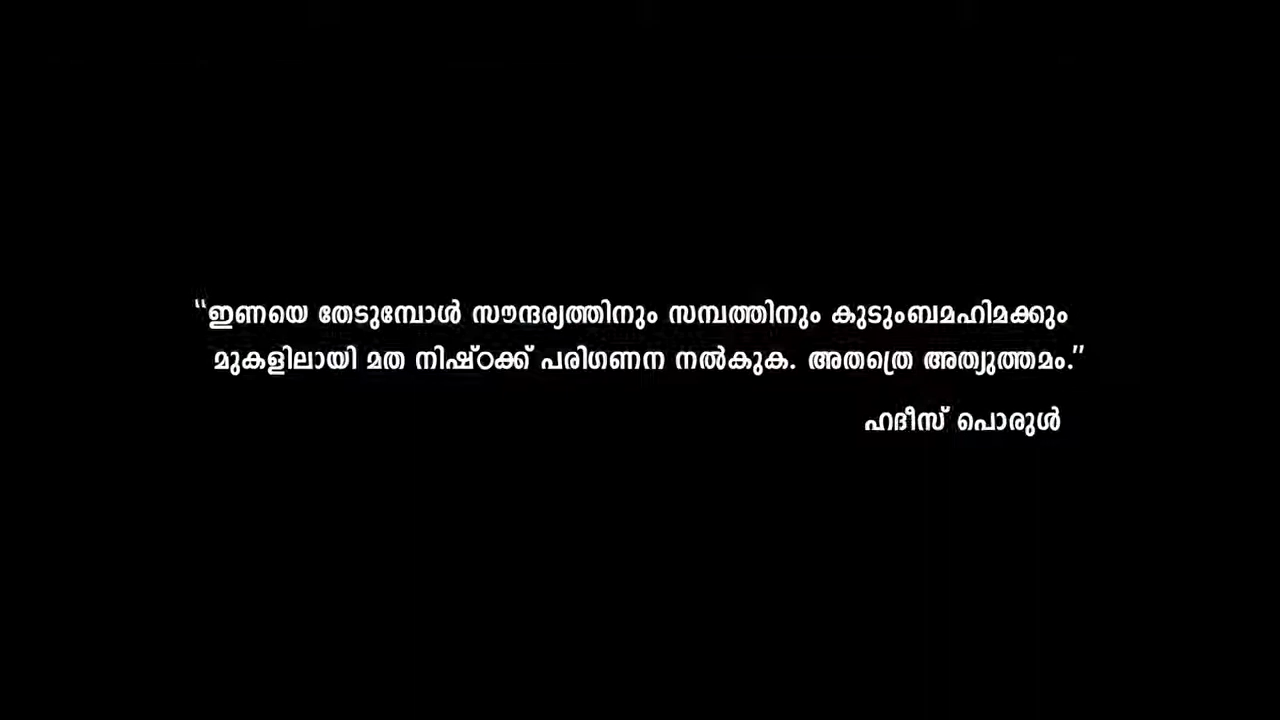 “ഇണയെ തേടുമ്പോൾ സൗന്ദര്യത്തിനും സമ്പത്തിനും കുടുംബമഹിമക്കും
മുകളിലായി മത നിഷ്ഠക്ക് പരിഗണന നൽകുക. അതത്രെ അത്യുത്തമം.”
ഹദീസ് പൊരുൾ